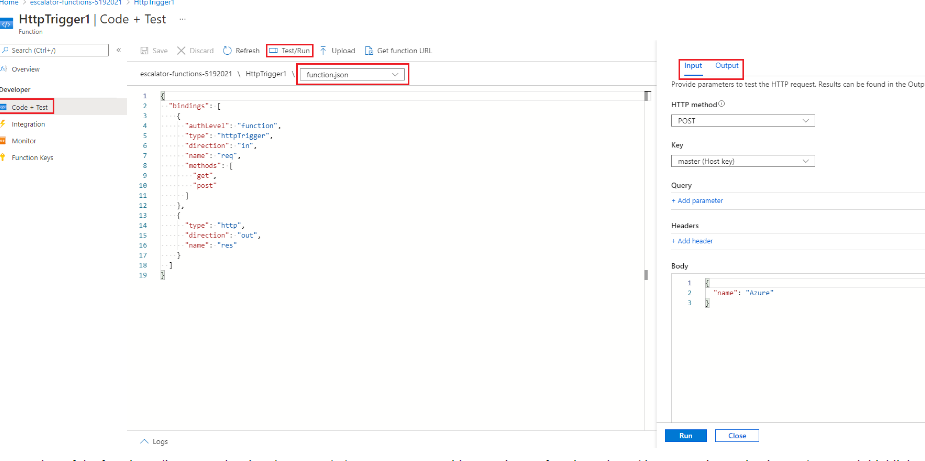 Home > escalator-functions-5192021 > HttpTrigger1
HttpTrigger1 | Code + Test ...
Function
Search (Ctrl+/) «
Overview
Developer
Code + Test
Integration
Monitor
Function Keys
Save Discard Refresh Test/Run Upload Get function URL
escalator-functions-5192021 \ HttpTrigger1 \ function.json
1 {
2 "bindings": [
3 {
4 "authLevel": "function",
5 "type": "httpTrigger",
6 "direction": "in",
7 "name": "req",
8 "methods": [
9 "get",
10 "post"
11 ]
12 },
13 {
14 "type": "http",
15 "direction": "out",
16 "name": "res"
17 }
18 ]
19 }
Logs
Input Output
Provide parameters to test the HTTP request. Results can be found in the Outp
HTTP method
POST
Key
master (Host key)
Query
+ Add parameter
Headers
+ Add header
Body
1 {
2 "name": "Azure"
3 }
Run Close